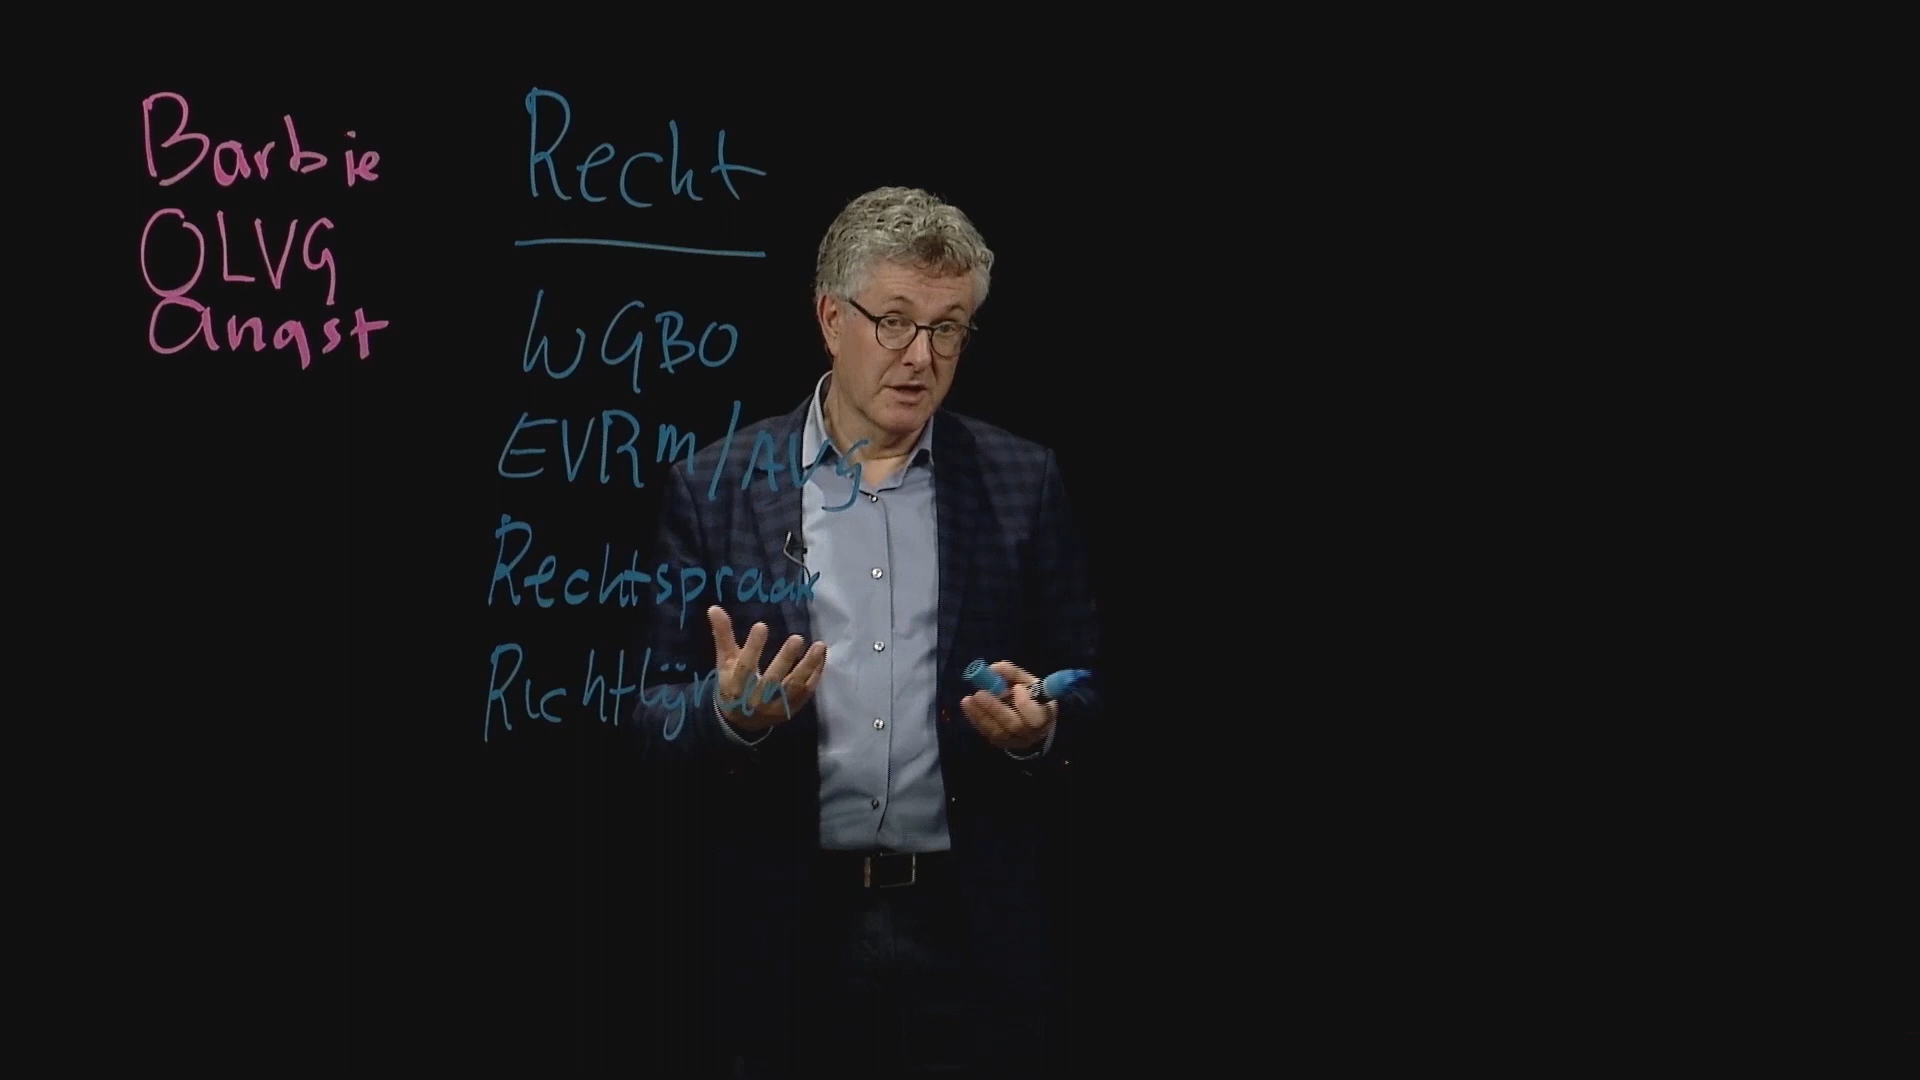 Barbie
OLVG
angst
Recht
WGBO
EVRM/AVG
Rechtspraak
Richtlijnen